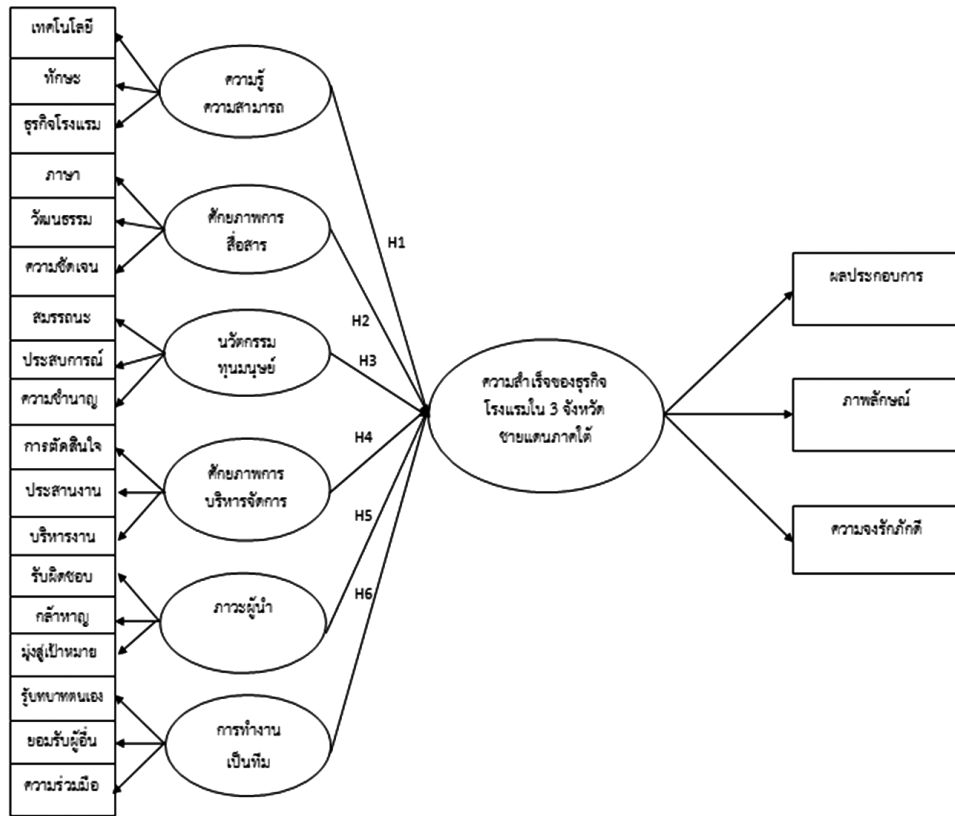 เทคโนโลยี
ทักษะ
ธุรกิจโรงแรม
ภาษา
วัฒนธรรม
ความชัดเจน
สมรรถนะ
ประสบการณ์
ความชำนาญ
การตัดสินใจ
ประสานงาน
บริหารงาน
รับผิดชอบ
กล้าหาญ
มุ่งสู่เป้าหมาย
รู้บทบาทตนเอง
ยอมรับผู้อื่น
ความร่วมมือ
ความรู้
ความสามารถ
ศักยภาพการ
สื่อสาร
นวัตกรรม
ทุนมนุษย์
ศักยภาพการ
บริหารจัดการ
ภาวะผู้นำ
การทำงาน
เป็นทีม
H1
H2
H3
H4
H5
H6
ความสำเร็จของธุรกิจ
โรงแรมใน 3 จังหวัด
ชายแดนภาคใต้
ผลประกอบการ
ภาพลักษณ์
ความจงรักภักดี